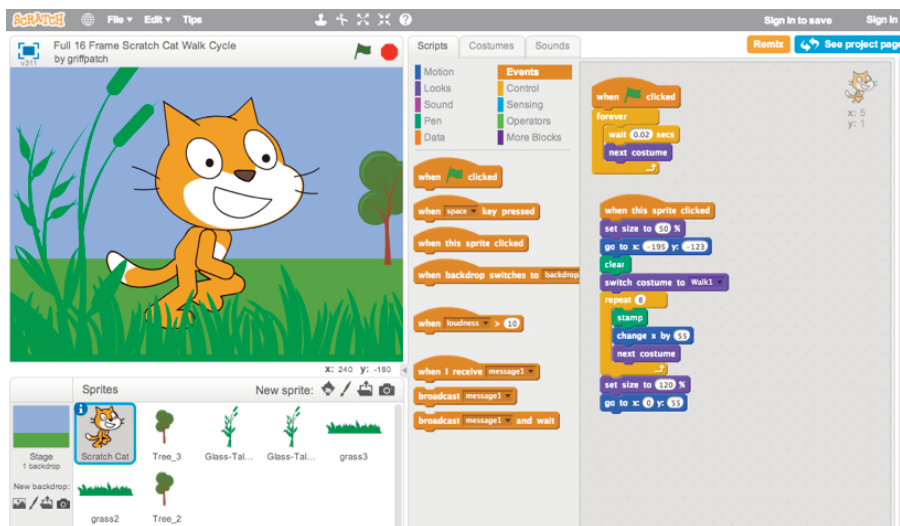 SCRATCH File Edit Tips Sign in to save Sign in
Full 16 Frame Scratch Cat Walk Cycle
by griffpatch
v311
X: 240 y: -180
Sprites New sprite:
Stage
1 backdrop
New backdrop:
Scratch Cat Tree_3 Glass-Tal... Glass-Tal... grass3
grass2 Tree_2
Scripts Costumes Sounds
Motion Events
Looks Control
Sound Sensing
Pen Operators
Data More Blocks
when clicked
when space key pressed
when this sprite clicked
when backdrop switches to backdrop
when loudness > 10
when I receive message1
broadcast message1
broadcast message1 and wait
Remix See project page
x: 5
y: 1
when clicked
forever
wait 0.02 secs
next costume
when this sprite clicked
set size to 50 %
go to x: -195 y: -123
clear
switch costume to Walk1
repeat 8
stamp
change x by 55
next costume
set size to 120 %
go to x: 0 y: 55